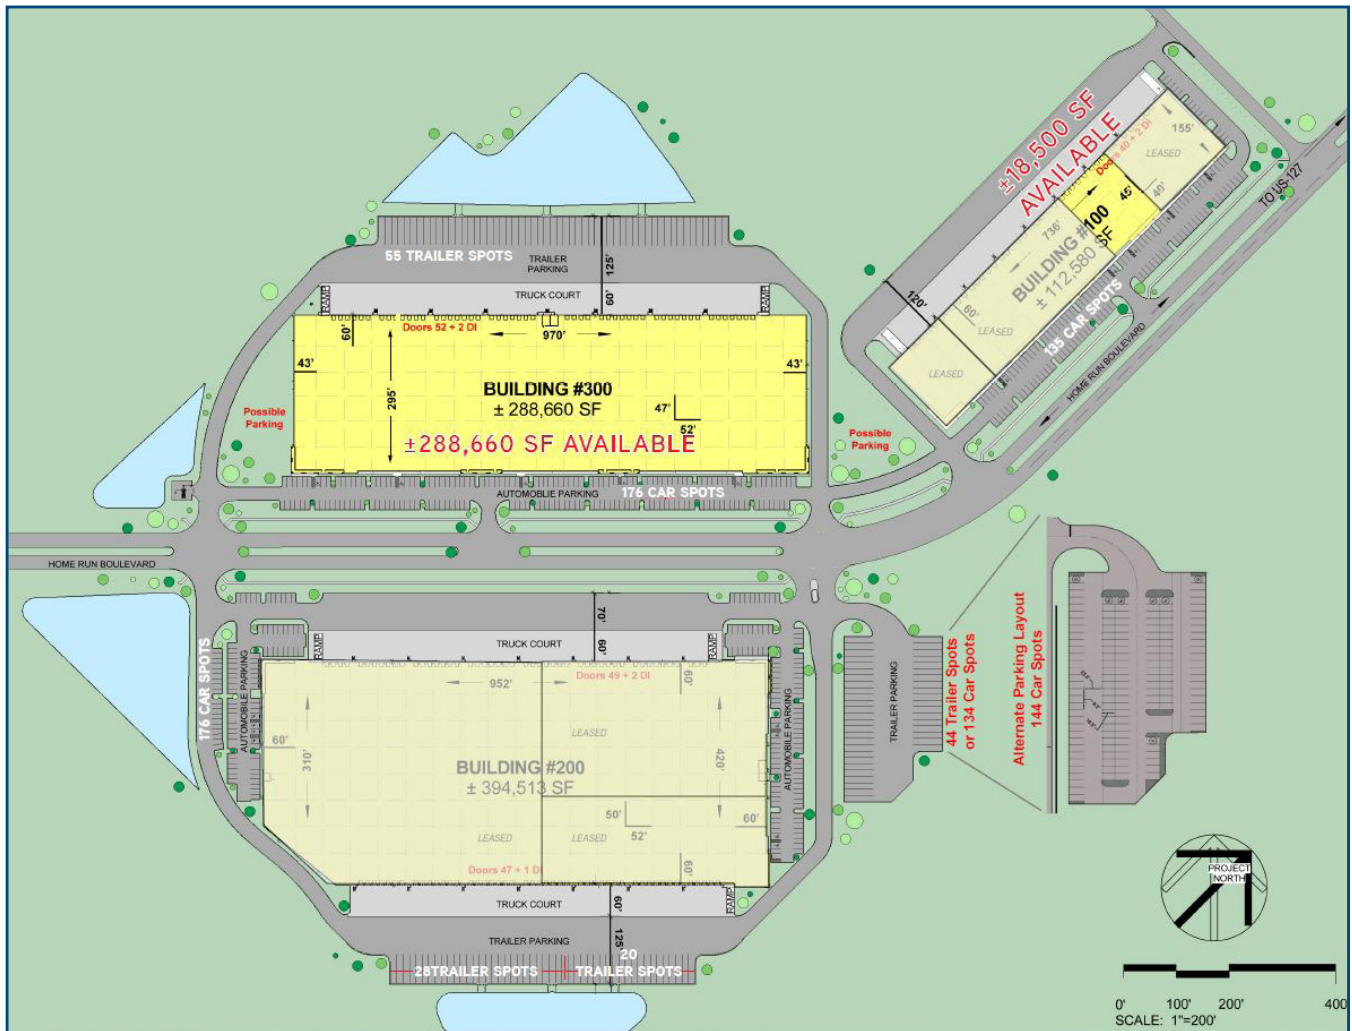 ±18,500 SF
AVAILABLE
Doors 40 + 2 DI
155'
LEASED
40'
45'
736'
BUILDING #100
± 112,580 SF
60'
LEASED
LEASED
120'
135 CAR SPOTS
TO US-127
HOME RUN BOULEVARD
55 TRAILER SPOTS
TRAILER
PARKING
125'
RAMP
TRUCK COURT
60'
RAMP
60'
Doors 52 + 2 DI
970'
43'
43'
295'
BUILDING #300
± 288,660 SF
47'
52'
±288,660 SF AVAILABLE
Possible
Parking
Possible
Parking
AUTOMOBLIE PARKING
176 CAR SPOTS
HOME RUN BOULEVARD
70'
RAMP
TRUCK COURT
60'
RAMP
176 CAR SPOTS
AUTOMOBILE PARKING
952'
Doors 49 + 2 DI
60'
60'
310'
LEASED
420'
BUILDING #200
± 394,513 SF
50'
52'
60'
LEASED
LEASED
Doors 47 + 1 DI
60'
AUTOMOBILE PARKING
TRAILER PARKING
44 Trailer Spots
or 134 Car Spots
Alternate Parking Layout
144 Car Spots
TRUCK COURT
60'
RAMP
TRAILER PARKING
125'
28TRAILER SPOTS
20
TRAILER SPOTS
PROJECT
NORTH
0' 100' 200' 400
SCALE: 1"=200'